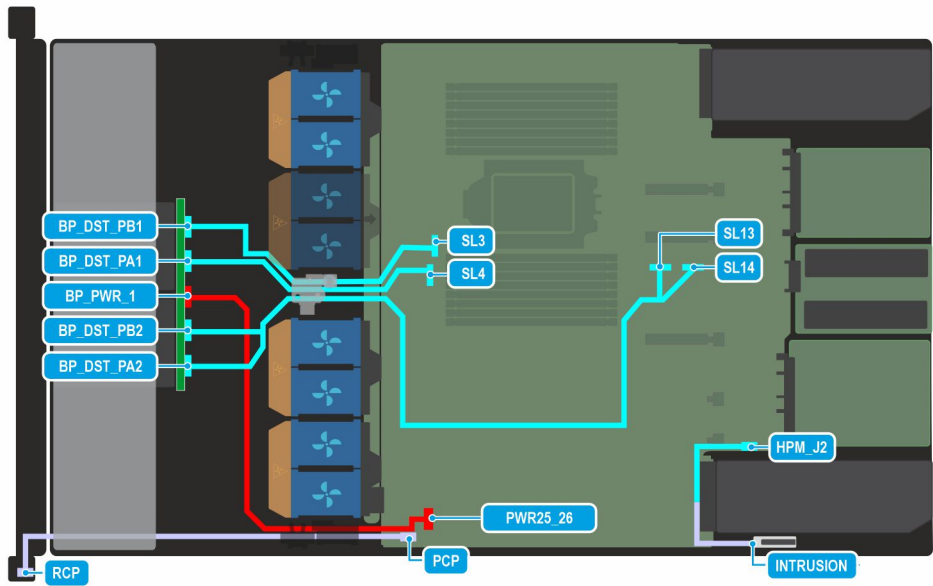 BP_DST_PB1
BP_DST_PA1
BP_PWR_1
BP_DST_PB2
BP_DST_PA2
SL3
SL4
SL13
SL14
HPM_J2
PWR25_26
PCP
INTRUSION
RCP